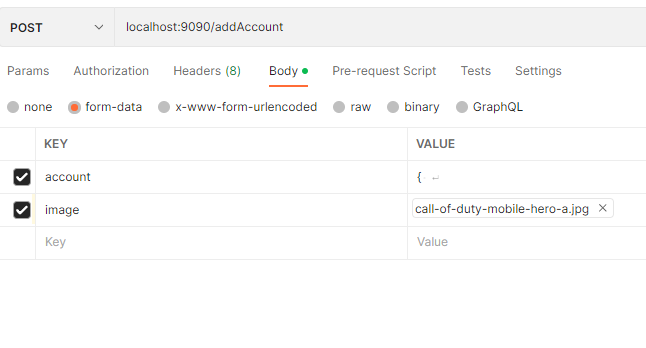 POST localhost:9090/addAccount
Params Authorization Headers (8) Body Pre-request Script Tests Settings
none form-data x-www-form-urlencoded raw binary GraphQL
KEY VALUE
account { ↵
image call-of-duty-mobile-hero-a.jpg ×
Key Value